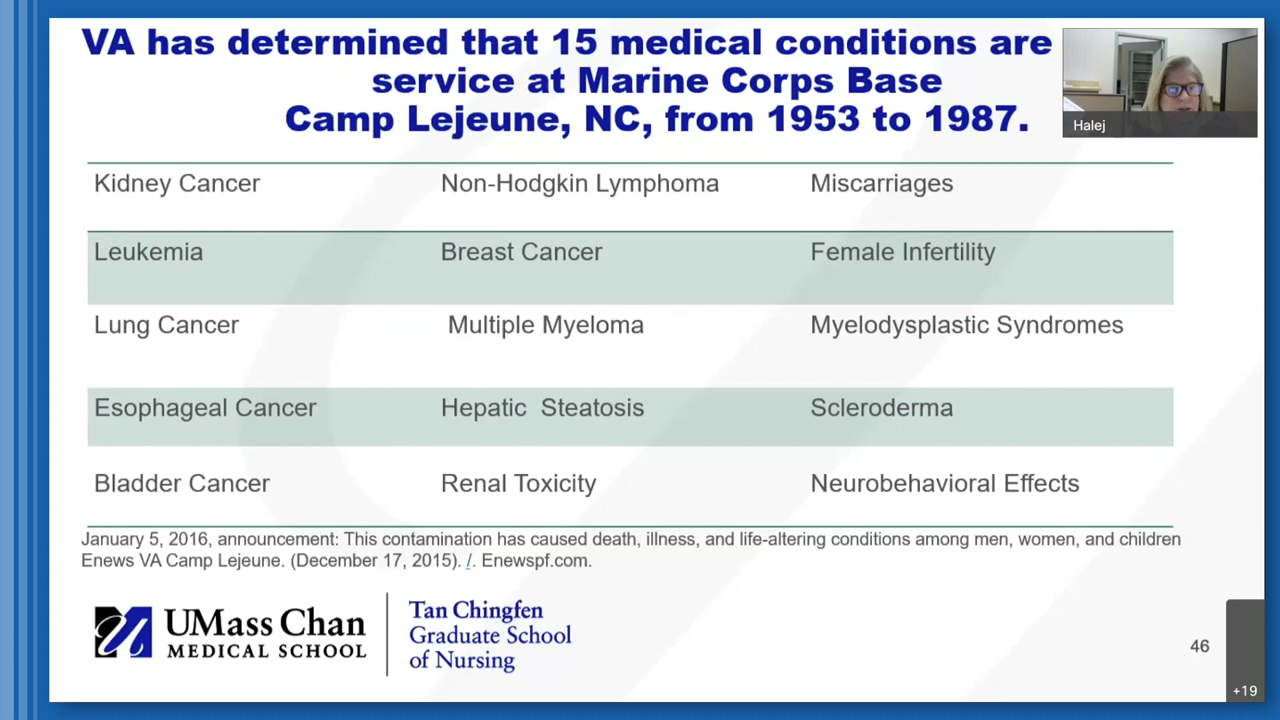 VA has determined that 15 medical conditions are
service at Marine Corps Base
Camp Lejeune, NC, from 1953 to 1987.
Halej
Kidney Cancer Non-Hodgkin Lymphoma Miscarriages
Leukemia Breast Cancer Female Infertility
Lung Cancer Multiple Myeloma Myelodysplastic Syndromes
Esophageal Cancer Hepatic Steatosis Scleroderma
Bladder Cancer Renal Toxicity Neurobehavioral Effects
January 5, 2016, announcement: This contamination has caused death, illness, and life-altering conditions among men, women, and children
Enews VA Camp Lejeune. (December 17, 2015). /. Enewspf.com.
UMass Chan
MEDICAL SCHOOL
Tan Chingfen
Graduate School
of Nursing
46
+19